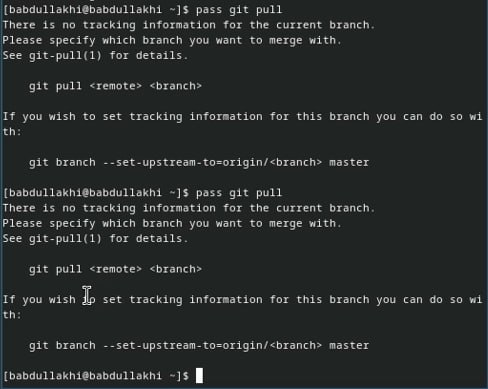 [babdullakhi@babdullakhi ~]$ pass git pull
There is no tracking information for the current branch.
Please specify which branch you want to merge with.
See git-pull(1) for details.
git pull <remote> <branch>
If you wish to set tracking information for this branch you can do so wi
th:
git branch --set-upstream-to=origin/<branch> master
[babdullakhi@babdullakhi ~]$ pass git pull
There is no tracking information for the current branch.
Please specify which branch you want to merge with.
See git-pull(1) for details.
git pull <remote> <branch>
If you wish to set tracking information for this branch you can do so wi
th:
git branch --set-upstream-to=origin/<branch> master
[babdullakhi@babdullakhi ~]$